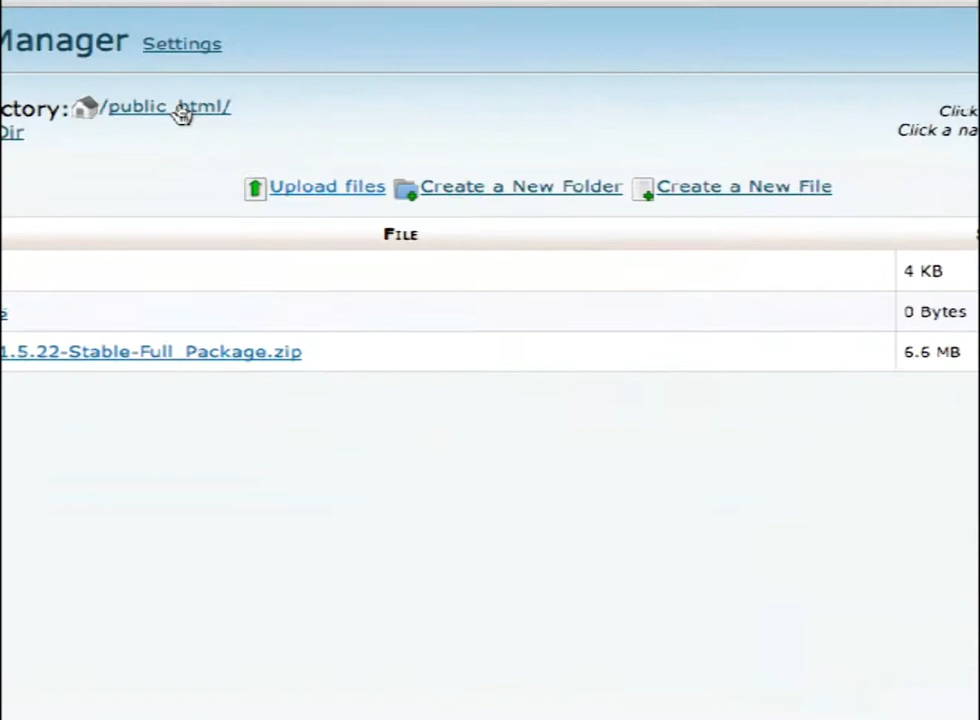 Manager Settings
ctory: /public_html/
Dir
Click
Click a na
Upload files Create a New Folder Create a New File
FILE
4 KB
s 0 Bytes
1.5.22-Stable-Full_Package.zip 6.6 MB